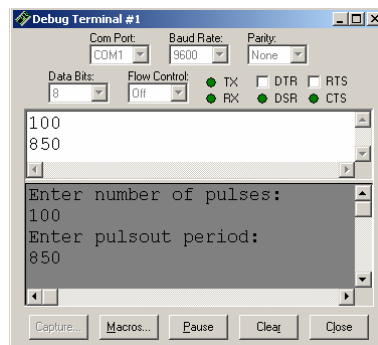 Debug Terminal #1
Com Port: Baud Rate: Parity:
COM1 9600 None
Data Bits: Flow Control: TX DTR RTS
8 Off RX DSR CTS
100
850
Enter number of pulses:
100
Enter pulsout period:
850
Capture... Macros... Pause Clear Close